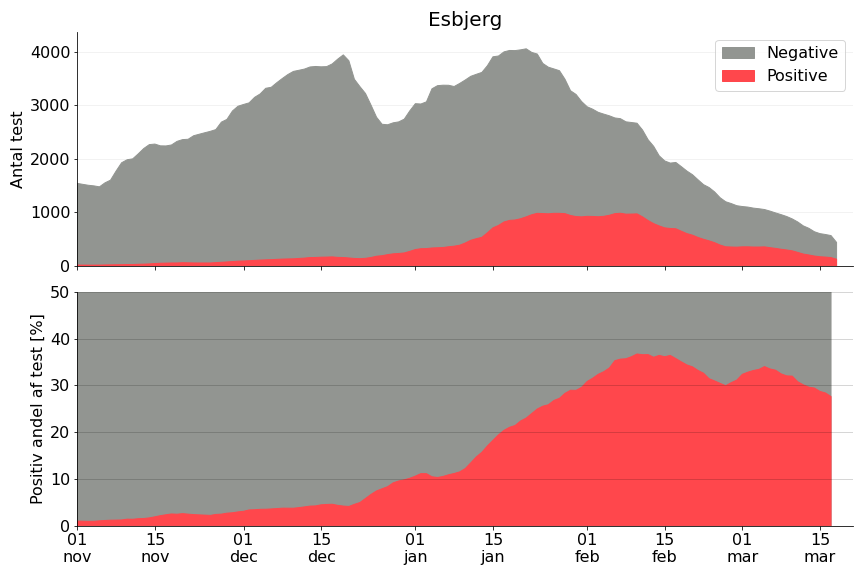 Esbjerg
Antal test
4000
3000
2000
1000
0
Negative
Positive
Positiv andel af test [%]
50
40
30
20
10
0
01 15 01 15 01 15 01 15 01 15
nov nov dec dec jan jan feb feb mar mar